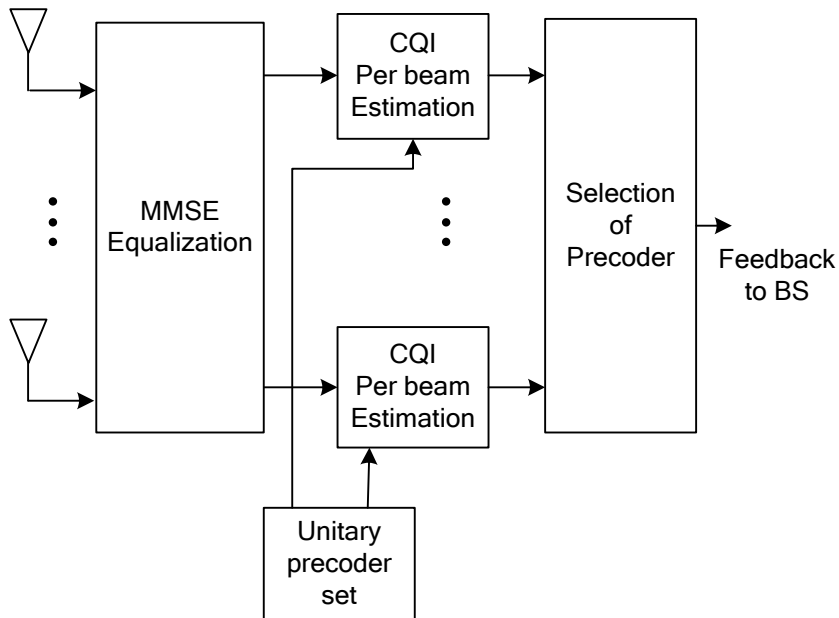 CQI
Per beam
Estimation
MMSE
Equalization
Selection
of
Precoder
Feedback
to BS
CQI
Per beam
Estimation
Unitary
precoder
set